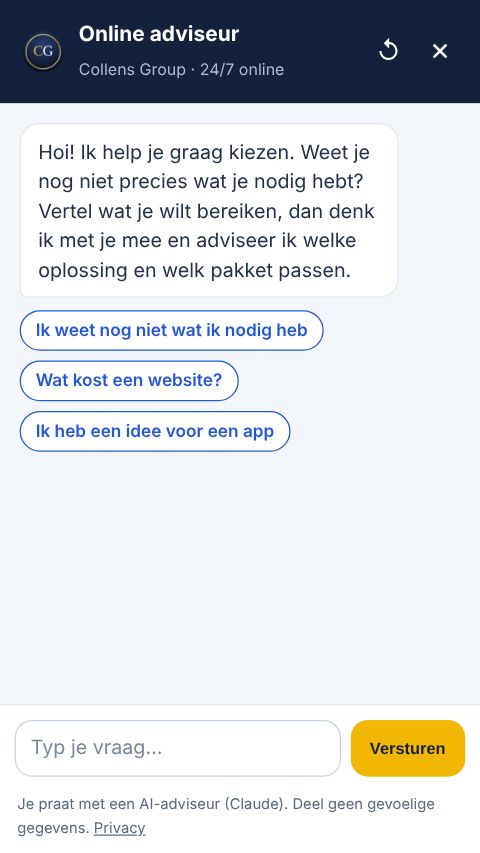 CG
Online adviseur
Collens Group · 24/7 online
Hoi! Ik help je graag kiezen. Weet je
nog niet precies wat je nodig hebt?
Vertel wat je wilt bereiken, dan denk
ik met je mee en adviseer ik welke
oplossing en welk pakket passen.
Ik weet nog niet wat ik nodig heb
Wat kost een website?
Ik heb een idee voor een app
Typ je vraag...
Versturen
Je praat met een AI-adviseur (Claude). Deel geen gevoelige
gegevens. Privacy